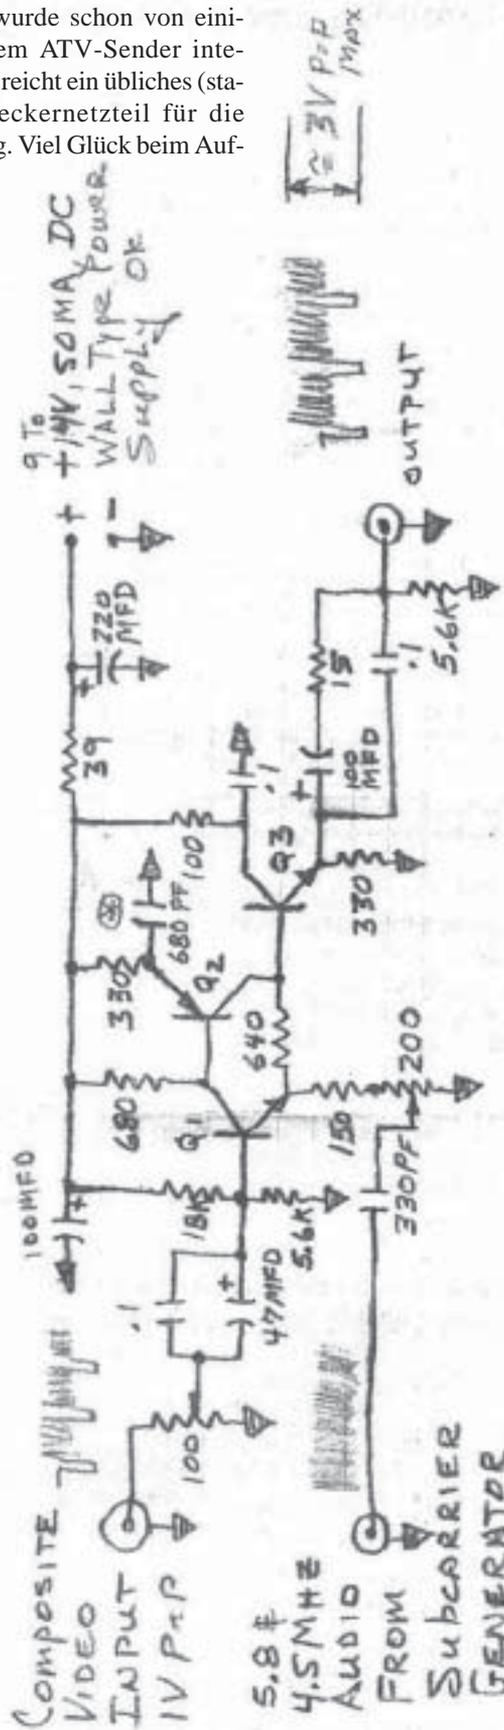 wurde schon von eini-
em ATV-Sender inte-
reicht ein übliches (sta-
eckernetzteil für die
g. Viel Glück beim Auf-
≈ 3V P-P
MAX
9 To
+14V, 50MA, DC
WALL TYPE POWER
Supply OK
+
-
220
MFD
+
39
100MFD
+
680
330
680 PF
100
.1
Q1
Q2
Q3
18K
5.6K
640
150
200
330PF
330
+
100
MFD
15
.1
5.6K
OUTPUT
.1
+
47MFD
100
COMPOSITE
VIDEO
INPUT
1V P-P
5.8 &
4.5MHZ
AUDIO
FROM
SubCARRIER
GENERATOR